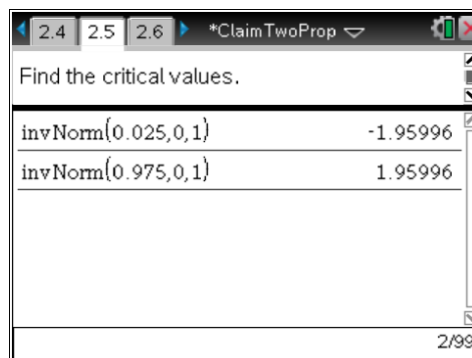 2.4 2.5 2.6 *ClaimTwoProp
Find the critical values.
invNorm(0.025,0,1) -1.95996
invNorm(0.975,0,1) 1.95996
2/99